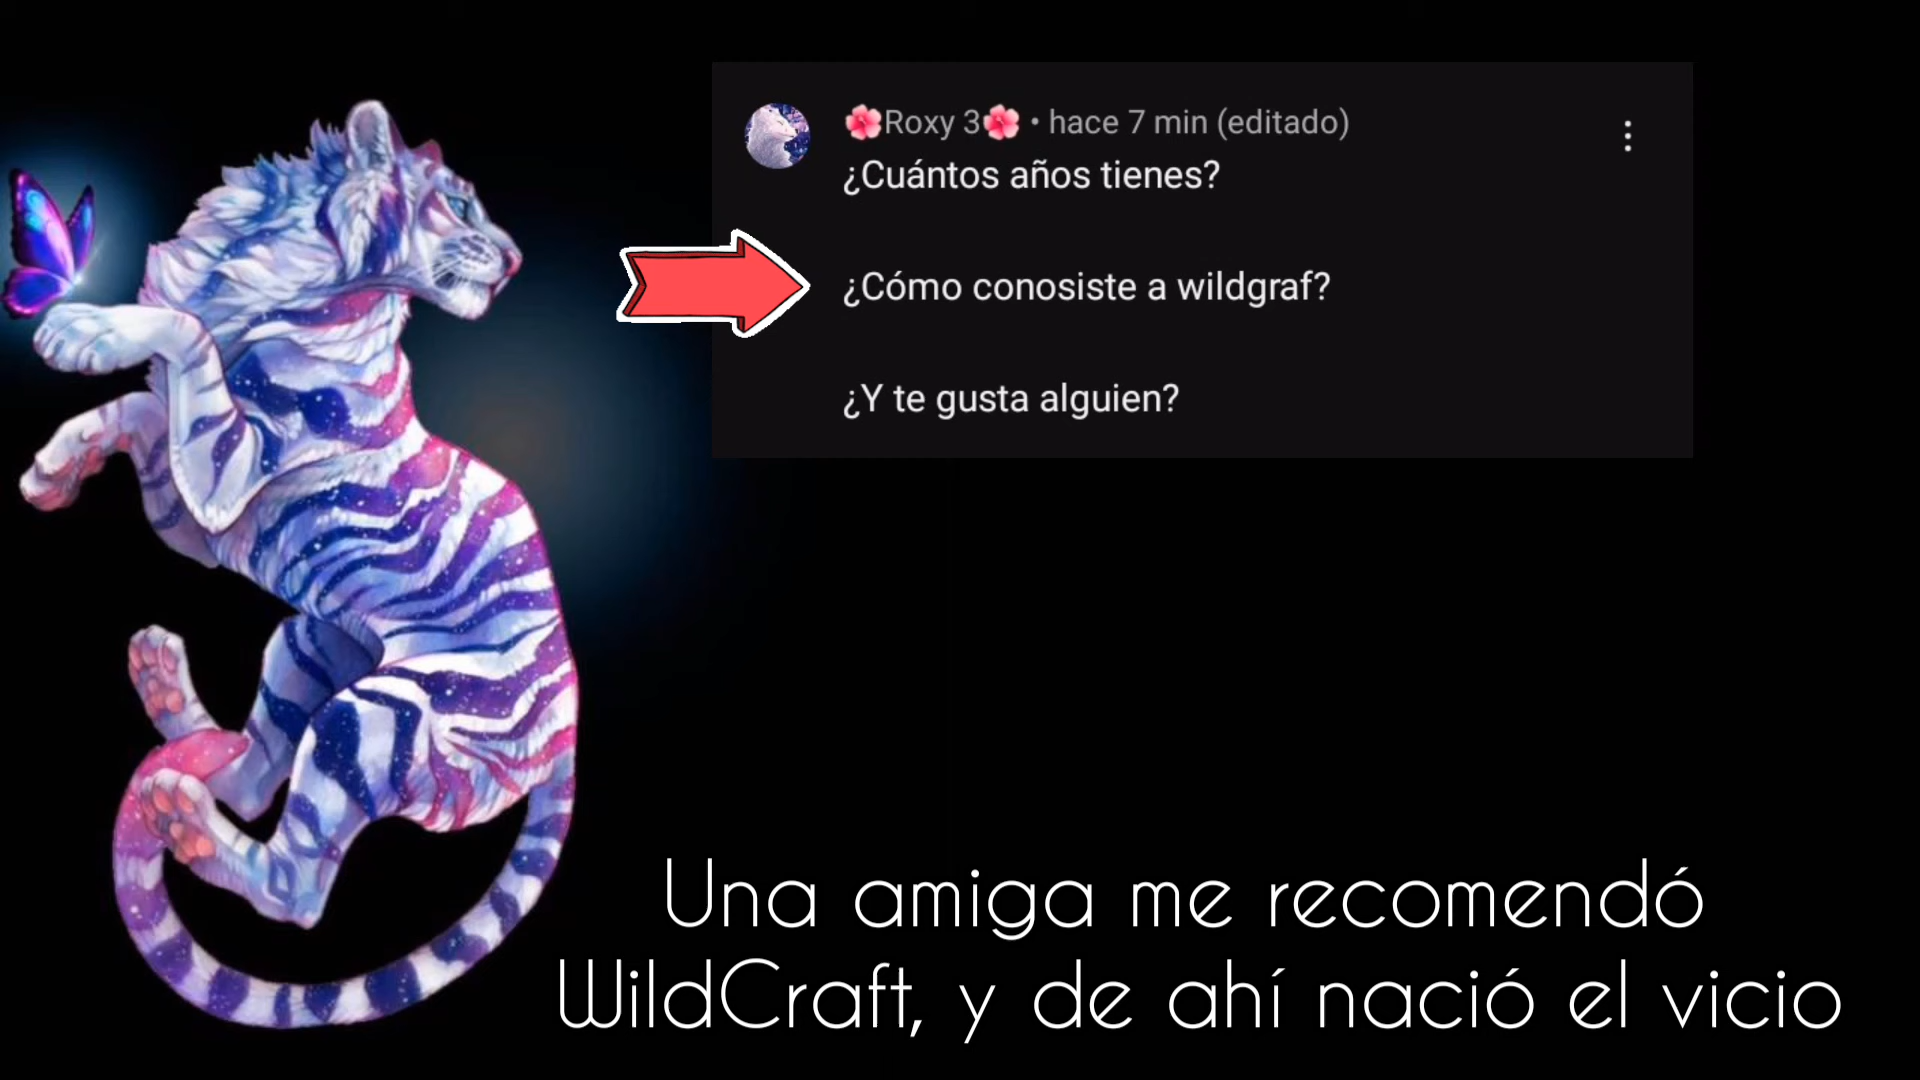 🌺Roxy 3🌺 • hace 7 min (editado)
¿Cuántos años tienes?
¿Cómo conosiste a wildgraf?
¿Y te gusta alguien?
Una amiga me recomendó
WildCraft, y de ahí nació el vicio